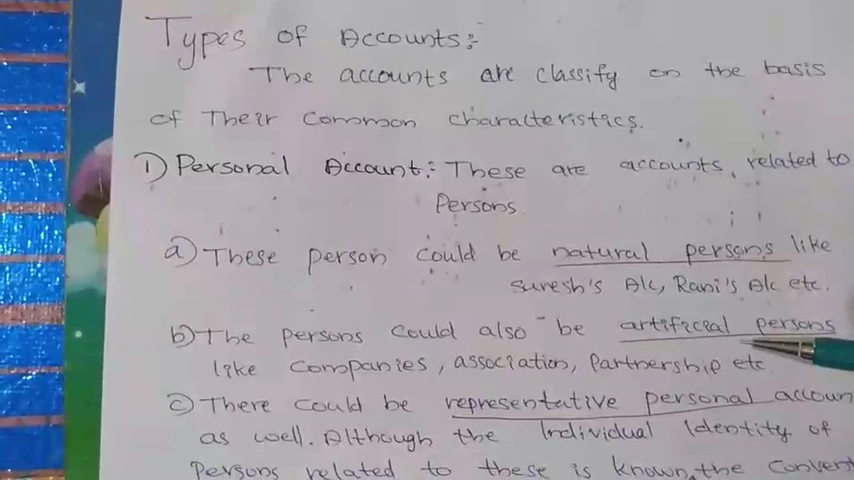 Types of Accounts:-
The accounts are classify on the basis
of Their Common characteristics.
1) Personal Account: These are accounts related to
Persons
a) These person could be natural persons like
Suresh's A/c, Rani's A/c etc.
b) The persons could also be artificial persons
like companies, association, Partnership etc.
c) There could be representative personal accoun
as well. Although the Individual Identity of
Persons related to these is known, the convent